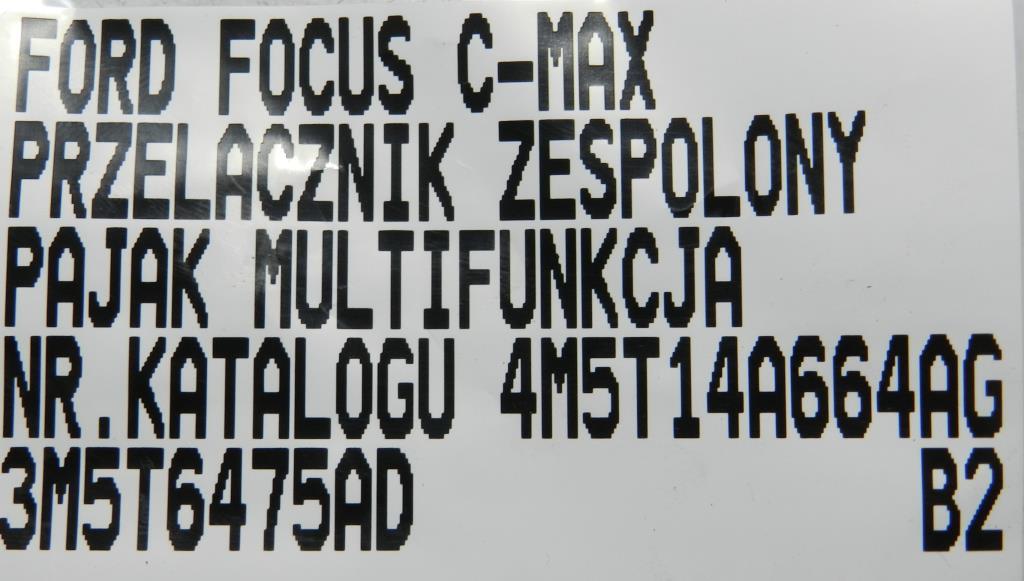 FORD FOCUS C-MAX
PRZELACZNIK ZESPOLONY
PAJAK MULTIFUNKCJA
NR.KATALOGU 4M5T14A664AG
3M5T6475AD B2